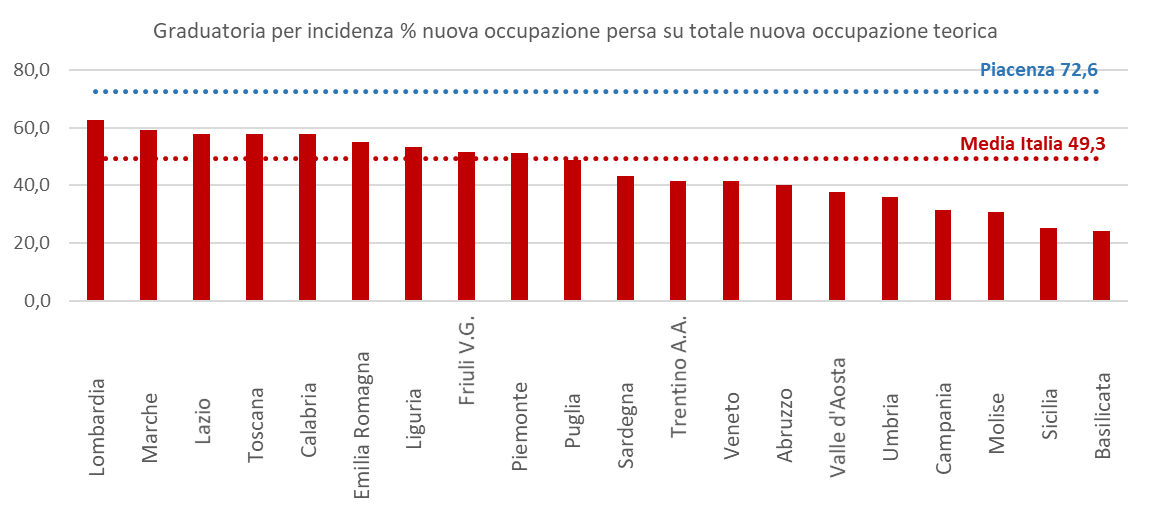 Graduatoria per incidenza % nuova occupazione persa su totale nuova occupazione teorica
80,0
Piacenza 72,6
60,0
Media Italia 49,3
40,0
20,0
0,0
Lombardia
Marche
Lazio
Toscana
Calabria
Emilia Romagna
Liguria
Friuli V.G.
Piemonte
Puglia
Sardegna
Trentino A.A.
Veneto
Abruzzo
Valle d'Aosta
Umbria
Campania
Molise
Sicilia
Basilicata